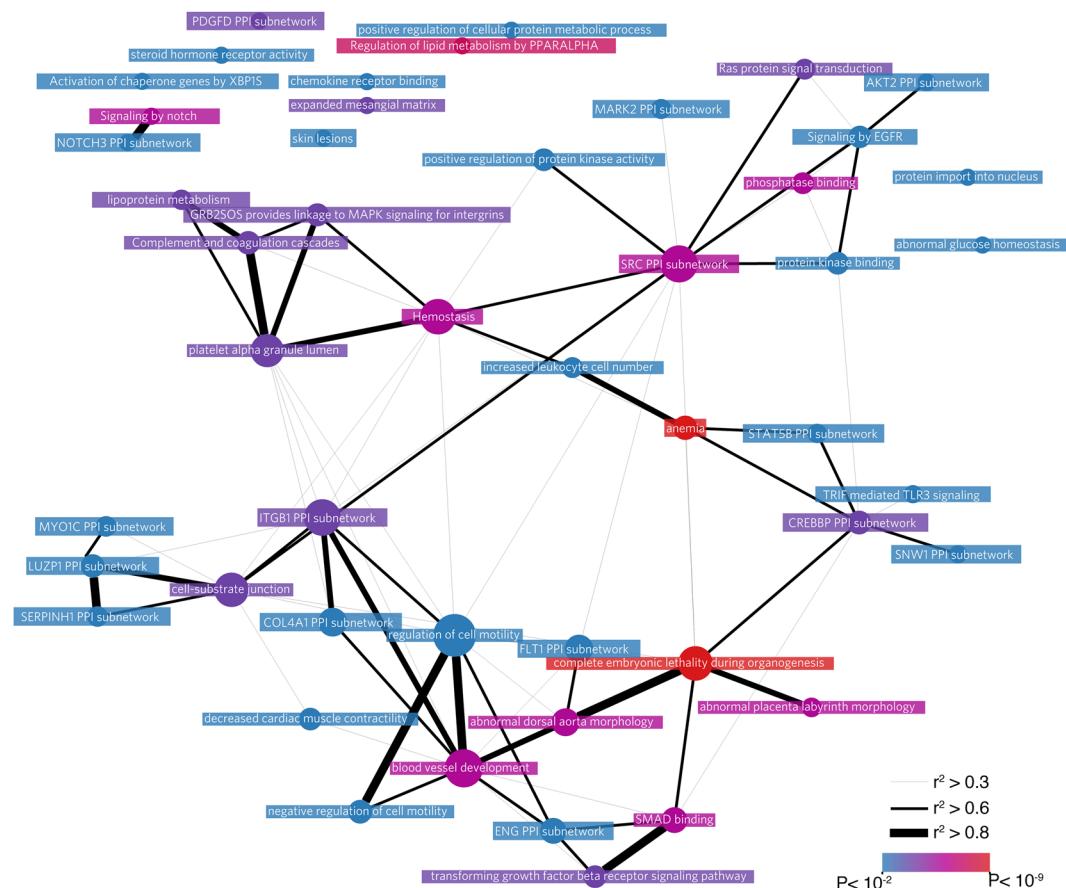 PDGFD PPI subnetwork
positive regulation of cellular protein metabolic process
Regulation of lipid metabolism by PPARALPHA
steroid hormone receptor activity
Ras protein signal transduction
Activation of chaperone genes by XBP1S
chemokine receptor binding
AKT2 PPI subnetwork
expanded mesangial matrix
MARK2 PPI subnetwork
Signaling by notch
skin lesions
Signaling by EGFR
NOTCH3 PPI subnetwork
positive regulation of protein kinase activity
protein import into nucleus
phosphatase binding
lipoprotein metabolism
GRB2SOS provides linkage to MAPK signaling for intergrins
Complement and coagulation cascades
abnormal glucose homeostasis
SRC PPI subnetwork
protein kinase binding
Hemostasis
platelet alpha granule lumen
increased leukocyte cell number
anemia
STAT5B PPI subnetwork
TRIF mediated TLR3 signaling
ITGB1 PPI subnetwork
CREBBP PPI subnetwork
MYO1C PPI subnetwork
SNW1 PPI subnetwork
LUZP1 PPI subnetwork
cell-substrate junction
SERPINH1 PPI subnetwork
COL4A1 PPI subnetwork
regulation of cell motility
FLT1 PPI subnetwork
complete embryonic lethality during organogenesis
abnormal placenta labyrinth morphology
decreased cardiac muscle contractility
abnormal dorsal aorta morphology
blood vessel development
negative regulation of cell motility
SMAD binding
ENG PPI subnetwork
transforming growth factor beta receptor signaling pathway
r² > 0.3
r² > 0.6
r² > 0.8
P< 10⁻²
P< 10⁻⁹